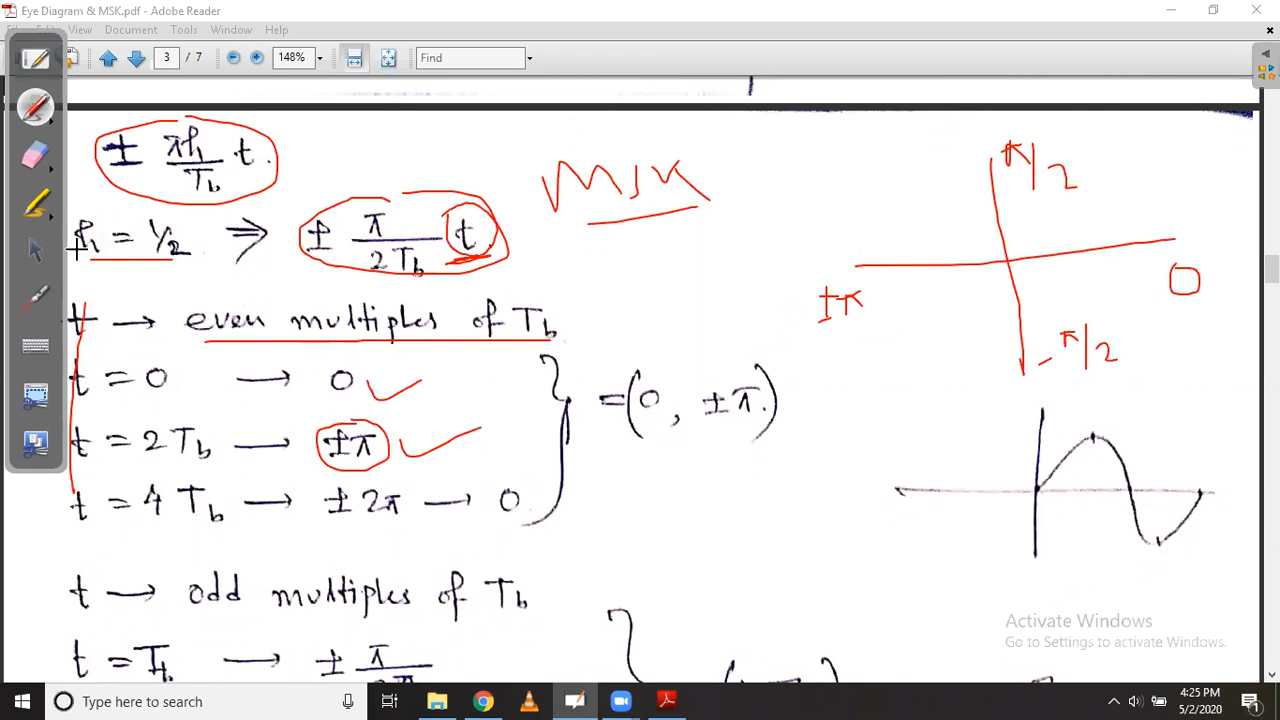 Eye Diagram & MSK.pdf - Adobe Reader
File Edit View Document Tools Window Help
3 / 7 148% Find
± πh₁/T_b t.
h₁ = 1/2 ⇒ ± π/2T_b t
MSK
π/2
±π
0
-π/2
t → even multiples of T_b
t = 0 → 0
t = 2T_b → ±π
= (0, ±π.)
t = 4T_b → ±2π → 0
t → odd multiples of T_b
t = T_b → ± π
Activate Windows
Go to Settings to activate Windows.
Type here to search
4:25 PM
5/2/2020
1